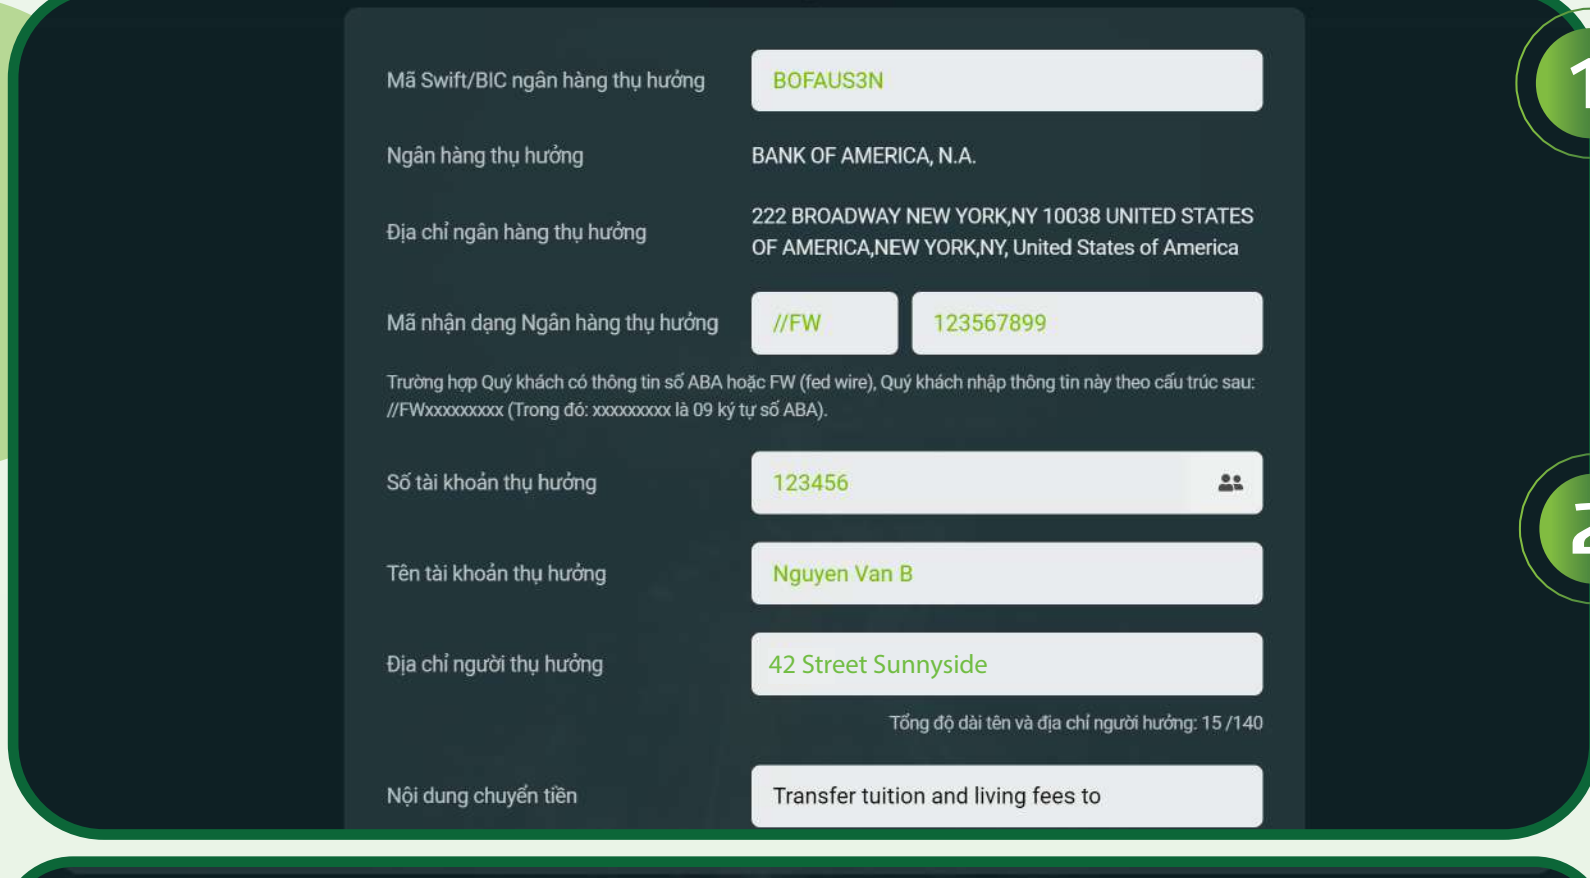 Mã Swift/BIC ngân hàng thụ hưởng
BOFAUS3N
1
Ngân hàng thụ hưởng
BANK OF AMERICA, N.A.
Địa chỉ ngân hàng thụ hưởng
222 BROADWAY NEW YORK,NY 10038 UNITED STATES
OF AMERICA,NEW YORK,NY, United States of America
Mã nhận dạng Ngân hàng thụ hưởng
//FW
123567899
Trường hợp Quý khách có thông tin số ABA hoặc FW (fed wire), Quý khách nhập thông tin này theo cấu trúc sau:
//FWxxxxxxxxx (Trong đó: xxxxxxxxx là 09 ký tự số ABA).
Số tài khoản thụ hưởng
123456
2
Tên tài khoản thụ hưởng
Nguyen Van B
Địa chỉ người thụ hưởng
42 Street Sunnyside
Tổng độ dài tên và địa chỉ người hưởng: 15 /140
Nội dung chuyển tiền
Transfer tuition and living fees to